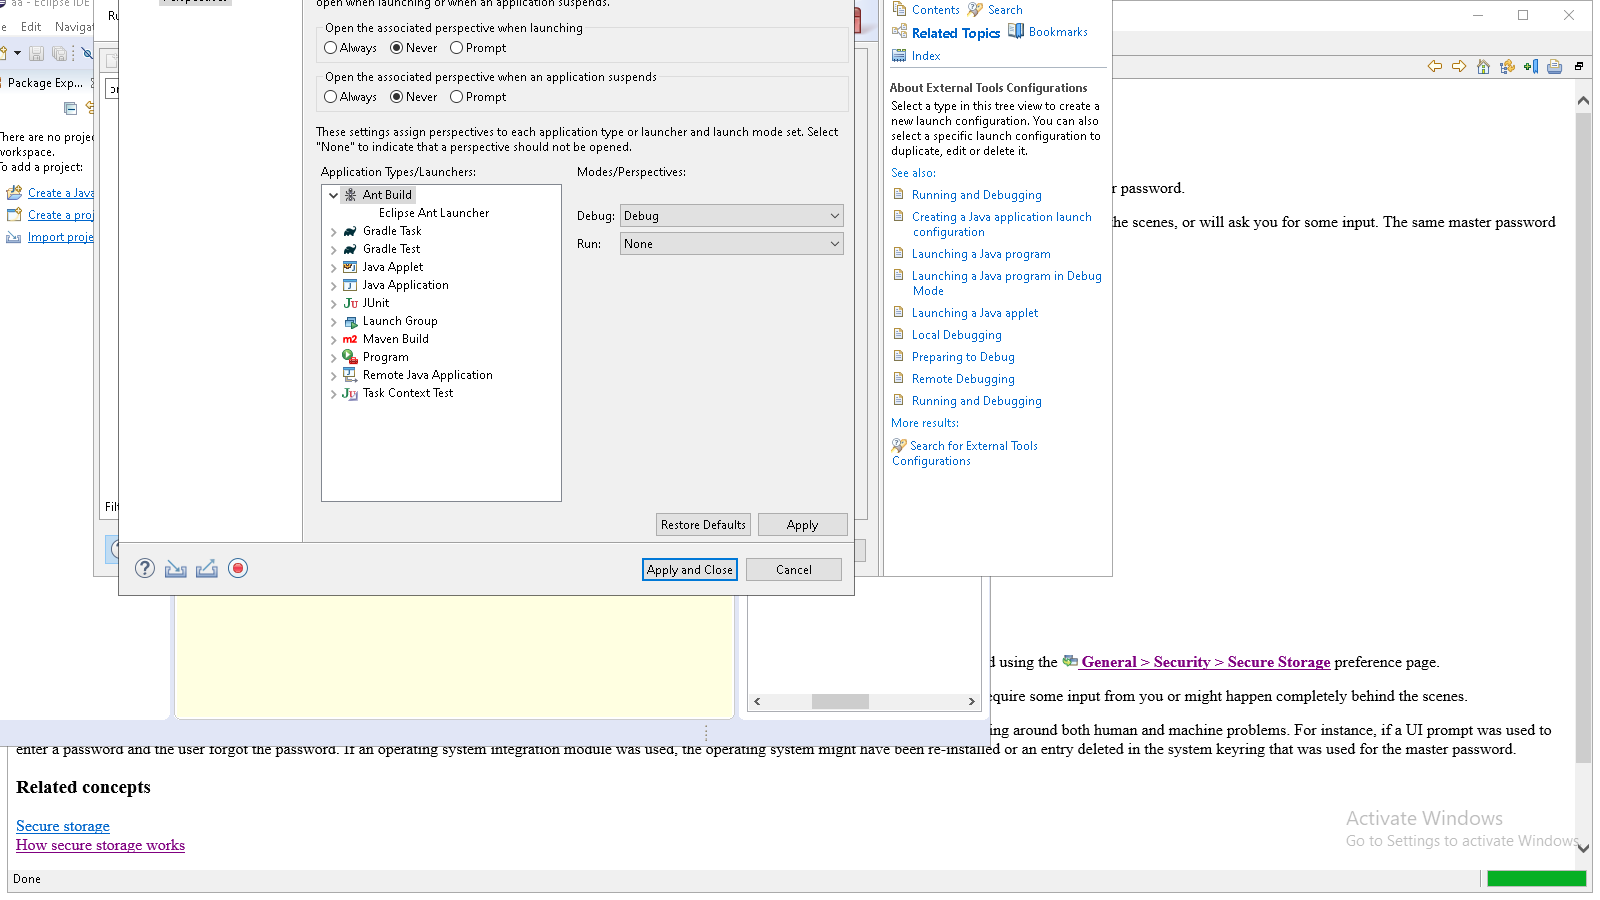 aa - Eclipse IDE
Edit
Navigat
Package Exp...
There are no projec
workspace.
To add a project:
Create a Java
Create a proj
Import proje
Ru
Filt
open when launching or when an application suspends.
Open the associated perspective when launching
Always
Never
Prompt
Open the associated perspective when an application suspends
Always
Never
Prompt
These settings assign perspectives to each application type or launcher and launch mode set. Select
"None" to indicate that a perspective should not be opened.
Application Types/Launchers:
Modes/Perspectives:
Ant Build
Eclipse Ant Launcher
Gradle Task
Gradle Test
Java Applet
Java Application
JUnit
Launch Group
Maven Build
Program
Remote Java Application
Task Context Test
Debug:
Debug
Run:
None
Restore Defaults
Apply
Apply and Close
Cancel
Contents
Search
Related Topics
Bookmarks
Index
About External Tools Configurations
Select a type in this tree view to create a
new launch configuration. You can also
select a specific launch configuration to
duplicate, edit or delete it.
See also:
Running and Debugging
Creating a Java application launch
configuration
Launching a Java program
Launching a Java program in Debug
Mode
Launching a Java applet
Local Debugging
Preparing to Debug
Remote Debugging
Running and Debugging
More results:
Search for External Tools
Configurations
r password.
the scenes, or will ask you for some input. The same master password
d using the General > Security > Secure Storage preference page.
equire some input from you or might happen completely behind the scenes.
ing around both human and machine problems. For instance, if a UI prompt was used to
enter a password and the user forgot the password. If an operating system integration module was used, the operating system might have been re-installed or an entry deleted in the system keyring that was used for the master password.
Related concepts
Secure storage
How secure storage works
Activate Windows
Go to Settings to activate Windows.
Done